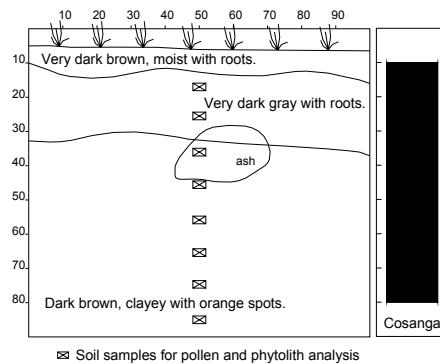 10 20 30 40 50 60 70 80 90
Very dark brown, moist with roots.
10
Very dark gray with roots.
20
30
ash
40
50
60
70
Dark brown, clayey with orange spots.
80
Cosanga
Soil samples for pollen and phytolith analysis